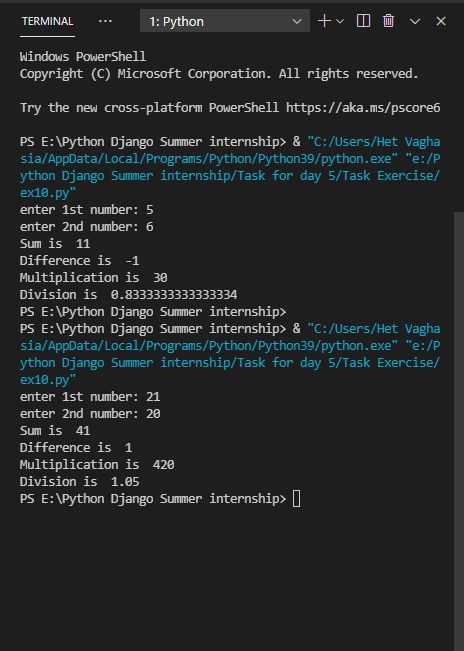 TERMINAL ... 1: Python
Windows PowerShell
Copyright (C) Microsoft Corporation. All rights reserved.
Try the new cross-platform PowerShell https://aka.ms/pscore6
PS E:\Python Django Summer internship> & "C:/Users/Het Vagha
sia/AppData/Local/Programs/Python/Python39/python.exe" "e:/P
ython Django Summer internship/Task for day 5/Task Exercise/
ex10.py"
enter 1st number: 5
enter 2nd number: 6
Sum is  11
Difference is  -1
Multiplication is  30
Division is  0.8333333333333334
PS E:\Python Django Summer internship>
PS E:\Python Django Summer internship> & "C:/Users/Het Vagha
sia/AppData/Local/Programs/Python/Python39/python.exe" "e:/P
ython Django Summer internship/Task for day 5/Task Exercise/
ex10.py"
enter 1st number: 21
enter 2nd number: 20
Sum is  41
Difference is  1
Multiplication is  420
Division is  1.05
PS E:\Python Django Summer internship>